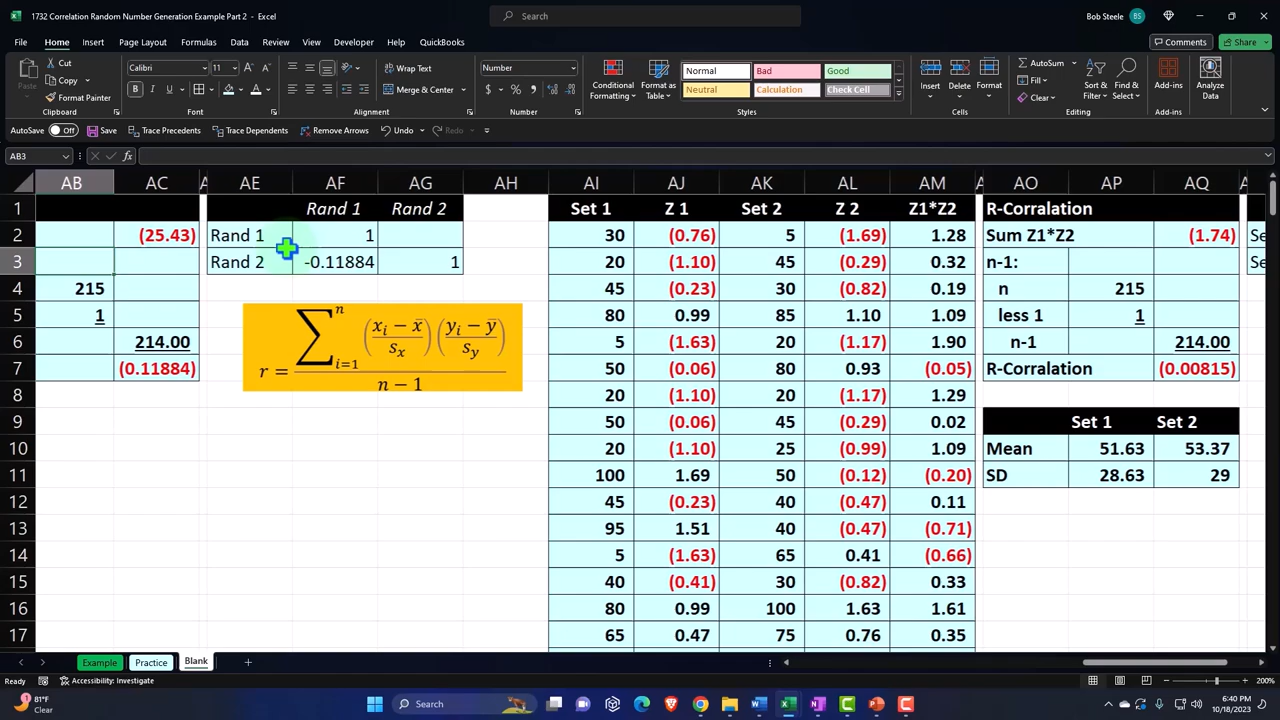 1732 Correlation Random Number Generation Example Part 2 - Excel
Search
Bob Steele BS
File Home Insert Page Layout Formulas Data Review View Developer Automate Help QuickBooks
Comments Share
Paste Cut Copy Format Painter
Calibri 11
Wrap Text
Merge & Center
Number
Conditional Formatting
Format as Table
Normal Bad Good
Neutral Calculation Check Cell
Insert Delete Format
AutoSum
Fill
Clear
Sort & Filter
Find & Select
Add-ins
Analyze Data
Clipboard Font Alignment Number Styles Cells Editing Add-ins
AutoSave Off Save Trace Precedents Trace Dependents Remove Arrows Undo Redo
AB3 fx
AB AC AE AF AG AH AI AJ AK AL AM AO AP AQ
1 Rand 1 Rand 2 Set 1 Z 1 Set 2 Z 2 Z1*Z2 R-Corralation
2 (25.43) Rand 1 1 30 (0.76) 5 (1.69) 1.28 Sum Z1*Z2 (1.74) Se
3 Rand 2 -0.11884 1 20 (1.10) 45 (0.29) 0.32 n-1: Se
4 215 45 (0.23) 30 (0.82) 0.19 n 215
5 1 80 0.99 85 1.10 1.09 less 1 1
6 214.00 5 (1.63) 20 (1.17) 1.90 n-1 214.00
7 (0.11884) 50 (0.06) 80 0.93 (0.05) R-Corralation (0.00815)
r = ∑ⁿᵢ₌₁ ((xᵢ − x̄)/sₓ) ((yᵢ − ȳ)/sᵧ) / (n − 1)
8 20 (1.10) 20 (1.17) 1.29
9 50 (0.06) 45 (0.29) 0.02 Set 1 Set 2
10 20 (1.10) 25 (0.99) 1.09 Mean 51.63 53.37
11 100 1.69 50 (0.12) (0.20) SD 28.63 29
12 45 (0.23) 40 (0.47) 0.11
13 95 1.51 40 (0.47) (0.71)
14 5 (1.63) 65 0.41 (0.66)
15 40 (0.41) 30 (0.82) 0.33
16 80 0.99 100 1.63 1.61
17 65 0.47 75 0.76 0.35
Example Practice Blank
Ready Accessibility: Investigate 200%
81°F
Clear
Search
6:40 PM
10/18/2023